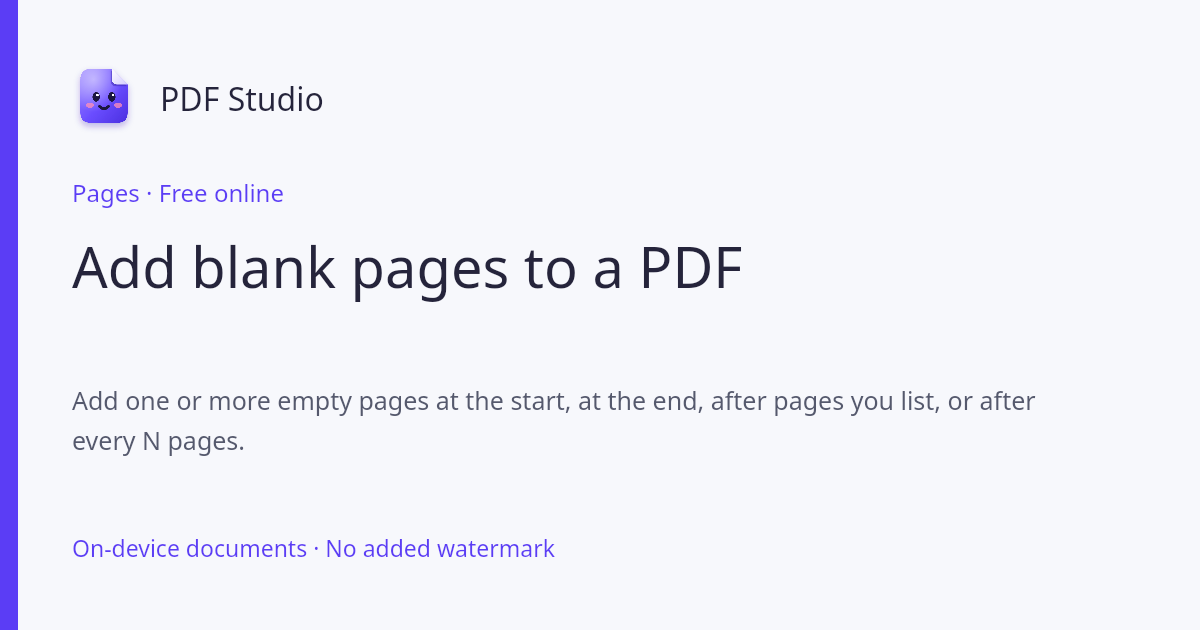 PDF Studio
Pages · Free online
Add blank pages to a PDF
Add one or more empty pages at the start, at the end, after pages you list, or after
every N pages.
On-device documents · No added watermark